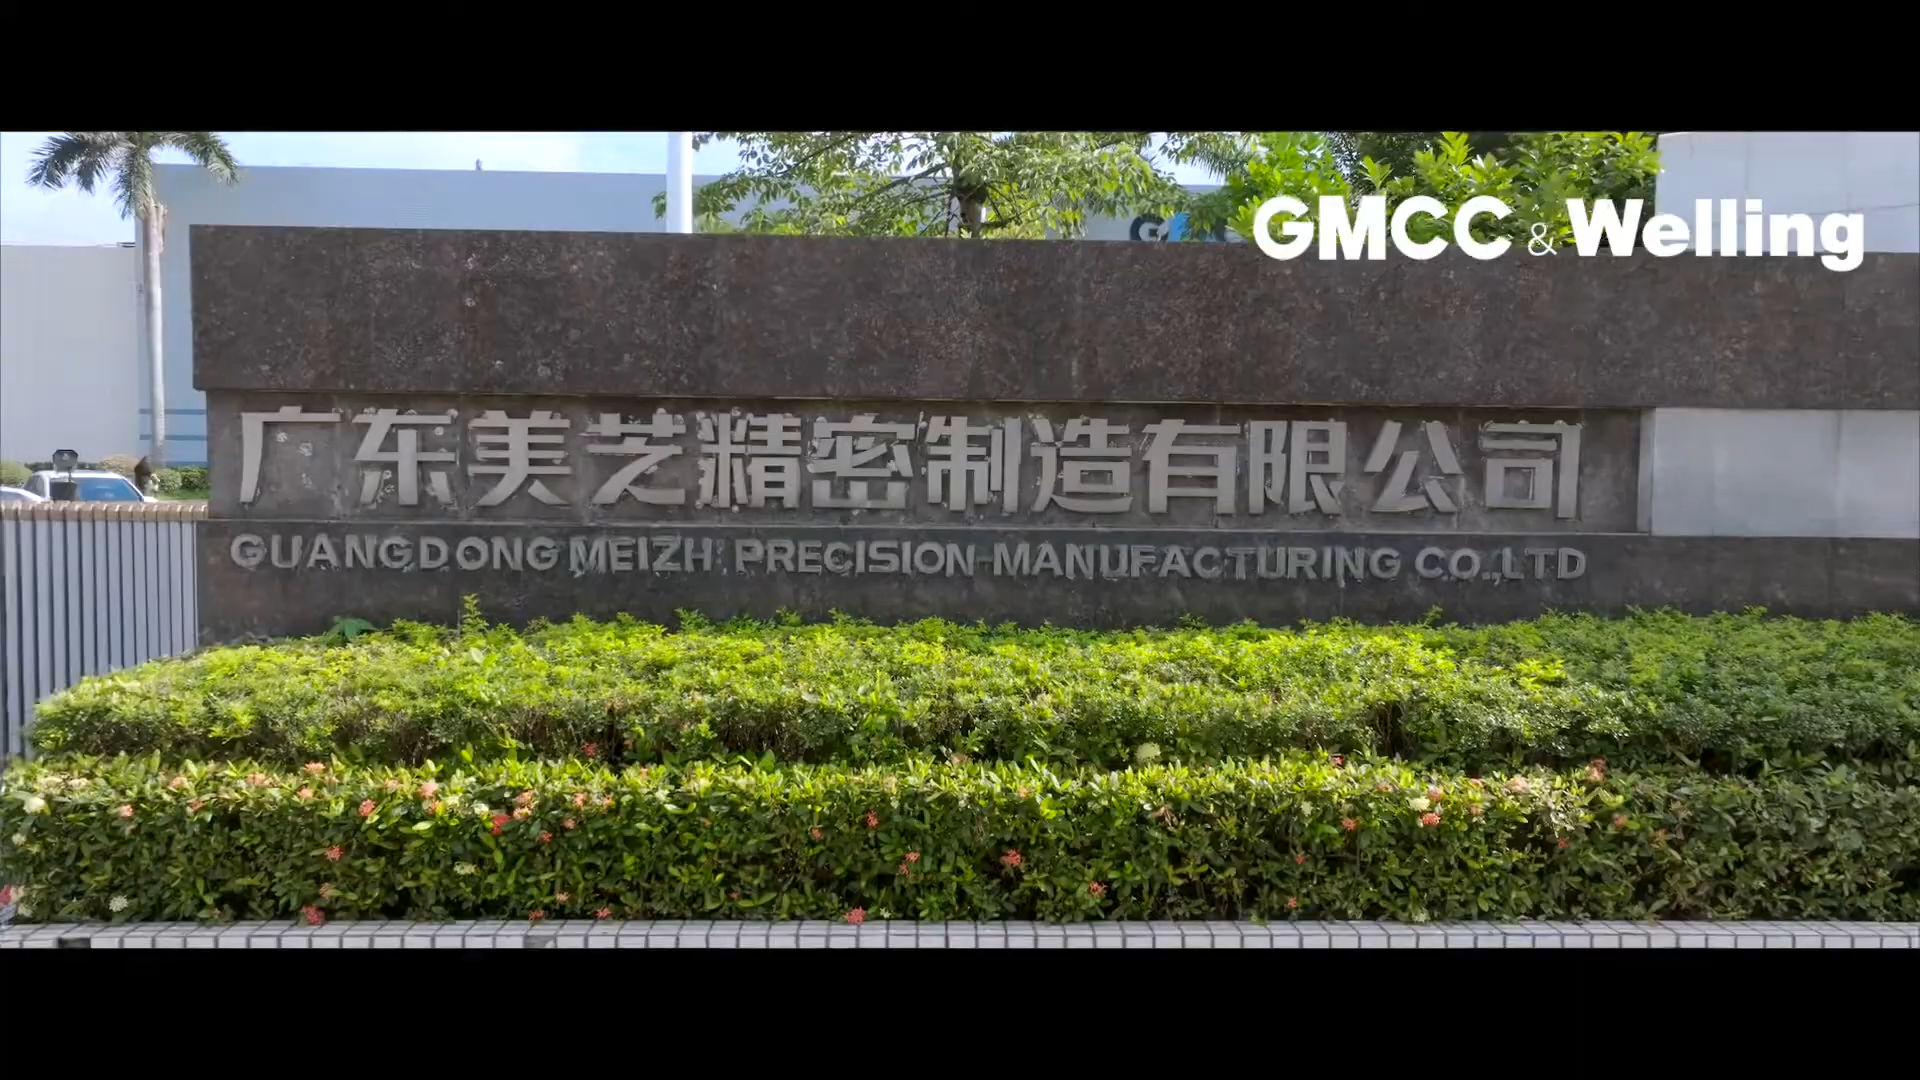 GMCC & Welling
广东美芝精密制造有限公司
GUANGDONG MEIZH PRECISION MANUFACTURING CO.,LTD